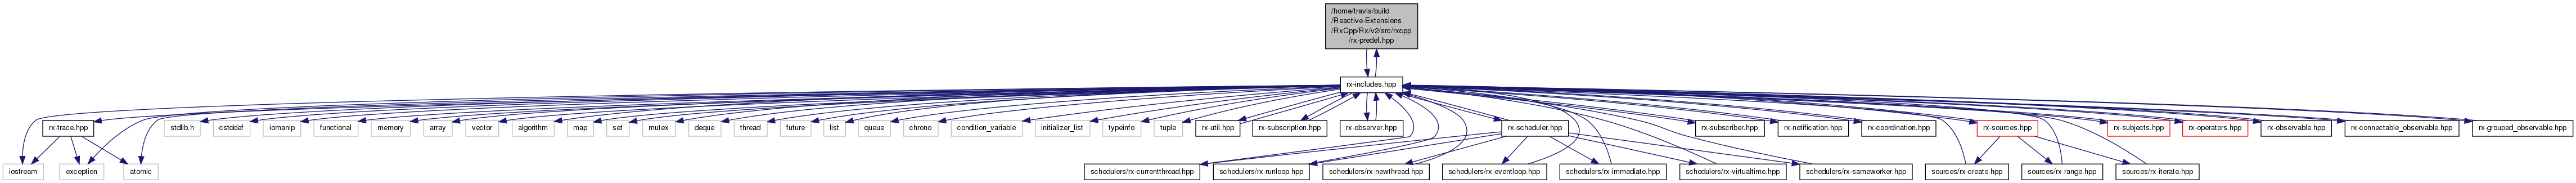 /home/travis/build
/Reactive-Extensions
/RxCpp/Rx/v2/src/rxcpp
/rx-predef.hpp
rx-includes.hpp
rx-trace.hpp
stdlib.h
cstddef
iomanip
functional
memory
array
vector
algorithm
map
set
mutex
deque
thread
future
list
queue
chrono
condition_variable
initializer_list
typeinfo
tuple
rx-util.hpp
rx-subscription.hpp
rx-observer.hpp
rx-scheduler.hpp
rx-subscriber.hpp
rx-notification.hpp
rx-coordination.hpp
rx-sources.hpp
rx-subjects.hpp
rx-operators.hpp
rx-observable.hpp
rx-connectable_observable.hpp
rx-grouped_observable.hpp
iostream
exception
atomic
schedulers/rx-currentthread.hpp
schedulers/rx-runloop.hpp
schedulers/rx-newthread.hpp
schedulers/rx-eventloop.hpp
schedulers/rx-immediate.hpp
schedulers/rx-virtualtime.hpp
schedulers/rx-sameworker.hpp
sources/rx-create.hpp
sources/rx-range.hpp
sources/rx-iterate.hpp